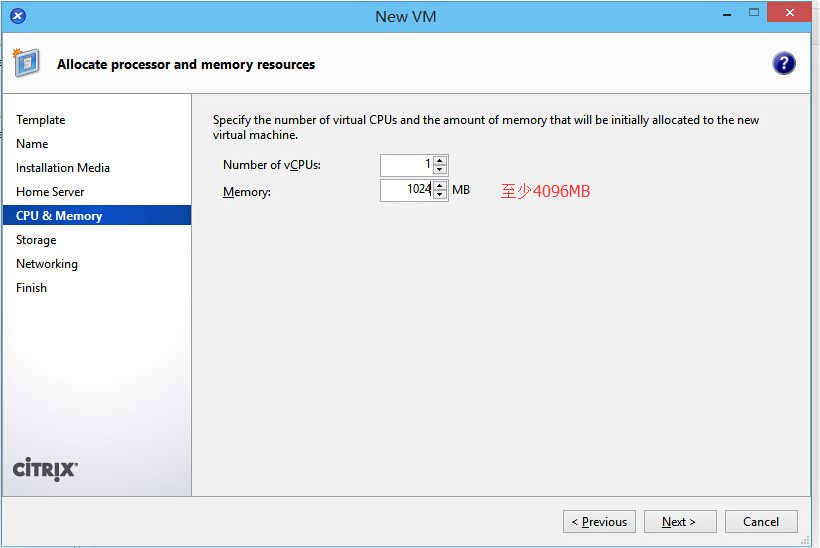 New VM
Allocate processor and memory resources
Template
Name
Installation Media
Home Server
CPU & Memory
Storage
Networking
Finish
Specify the number of virtual CPUs and the amount of memory that will be initially allocated to the new
virtual machine.
Number of vCPUs: 1
Memory: 1024 MB 至少4096MB
CİTRIX
< Previous Next > Cancel